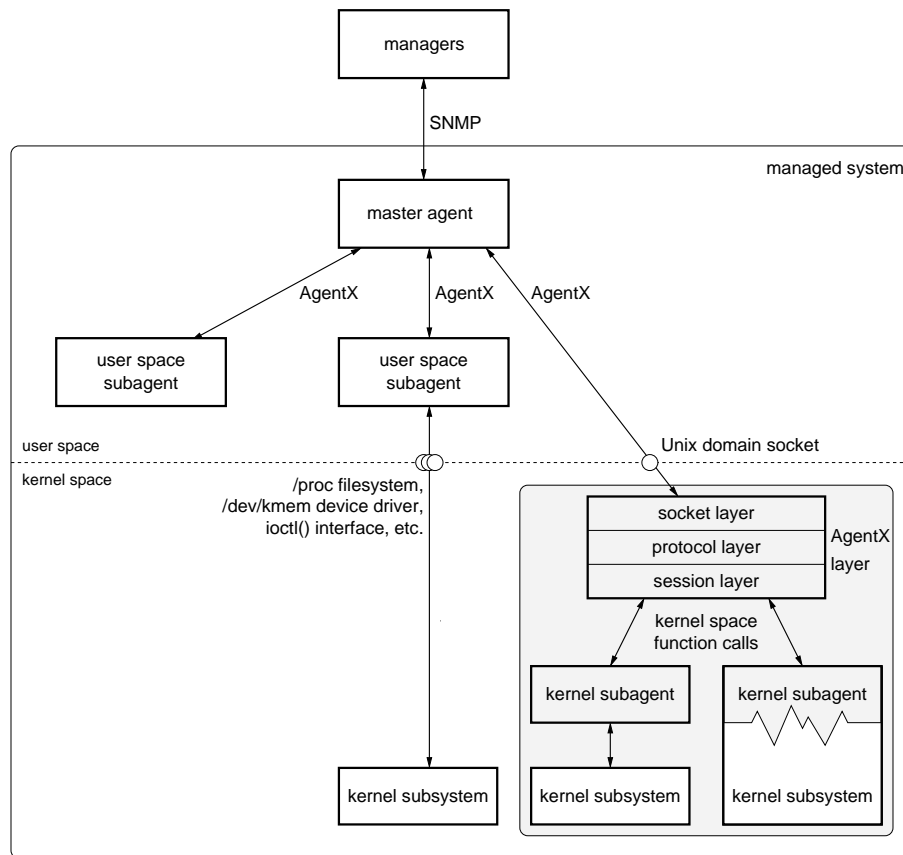 managers
SNMP
managed system
master agent
AgentX
AgentX
AgentX
user space
subagent
user space
subagent
user space
Unix domain socket
kernel space
/proc filesystem,
/dev/kmem device driver,
ioctl() interface, etc.
socket layer
protocol layer
session layer
AgentX
layer
kernel space
function calls
kernel subagent
kernel subagent
kernel subsystem
kernel subsystem
kernel subsystem